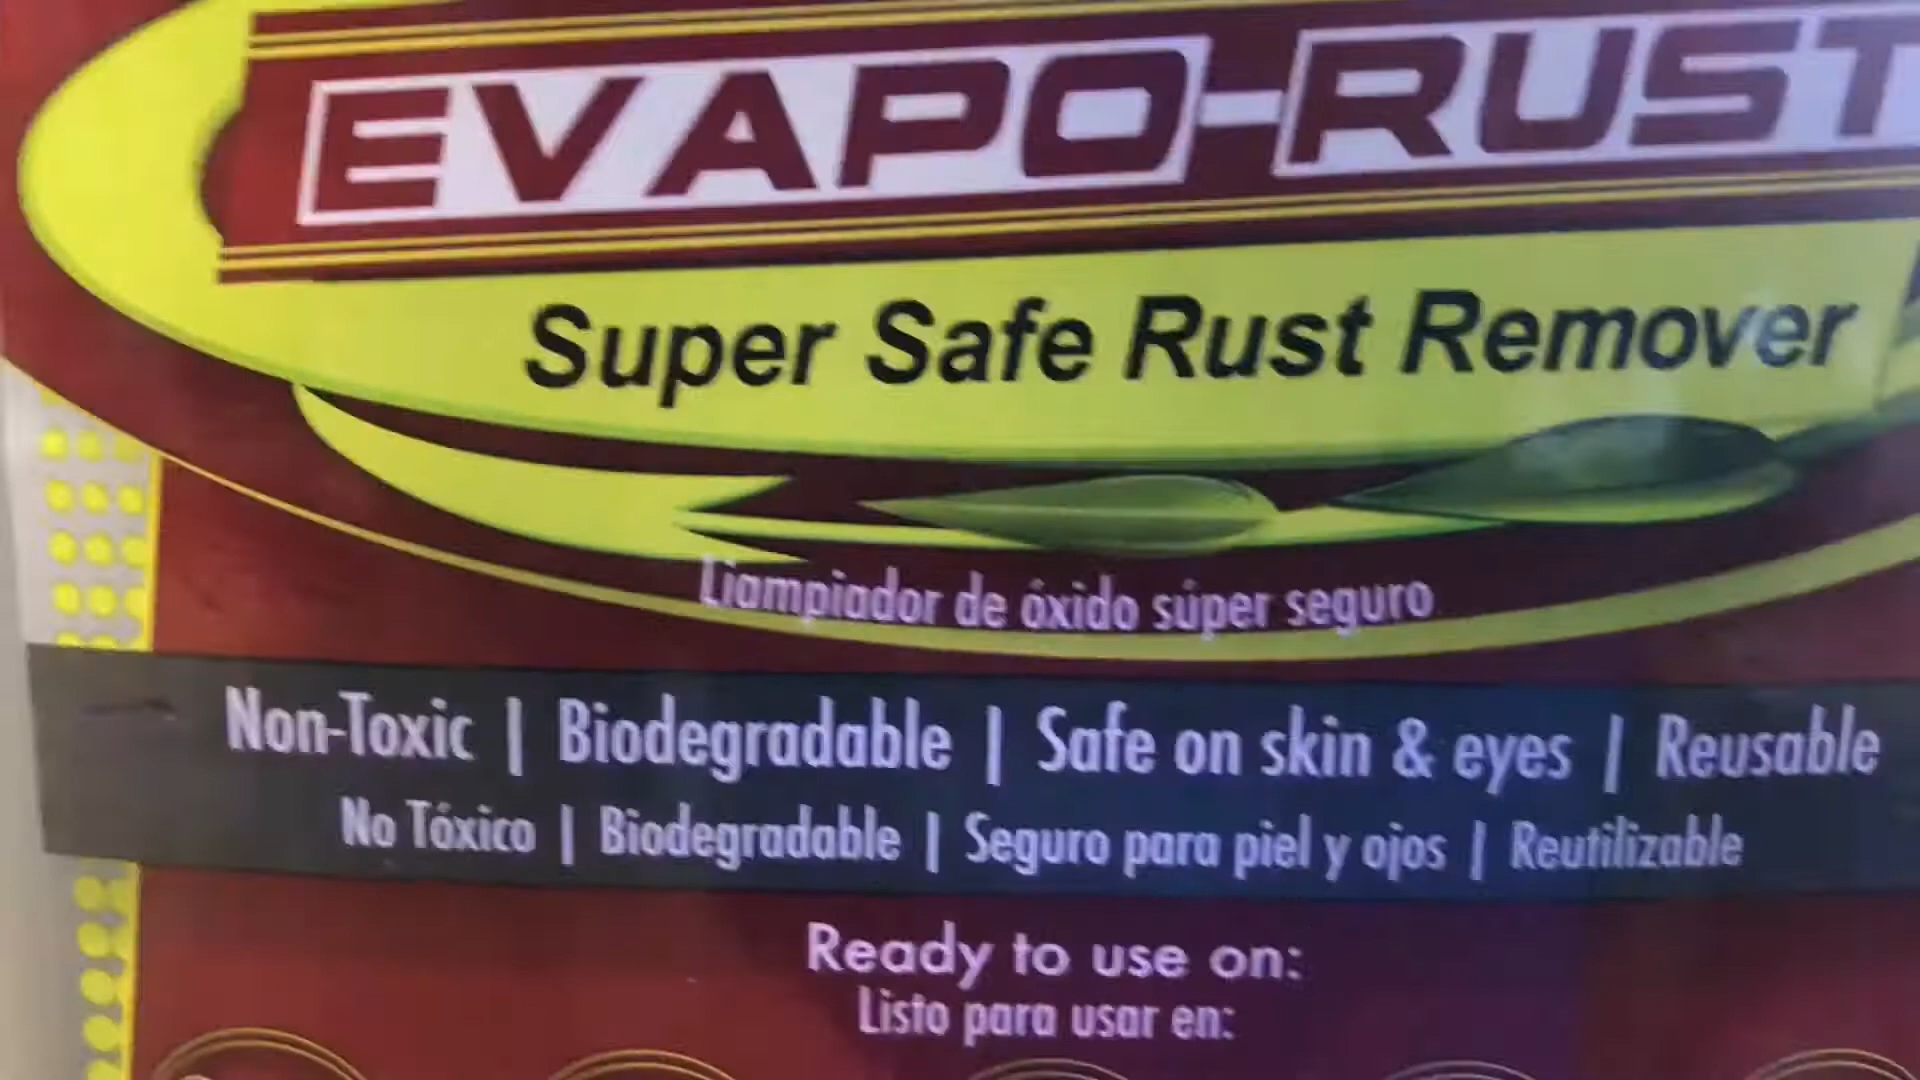 EVAPO-RUST
Super Safe Rust Remover
Liampiador de óxido súper seguro
Non-Toxic | Biodegradable | Safe on skin & eyes | Reusable
No Tóxico | Biodegradable | Seguro para piel y ojos | Reutilizable
Ready to use on:
Listo para usar en: